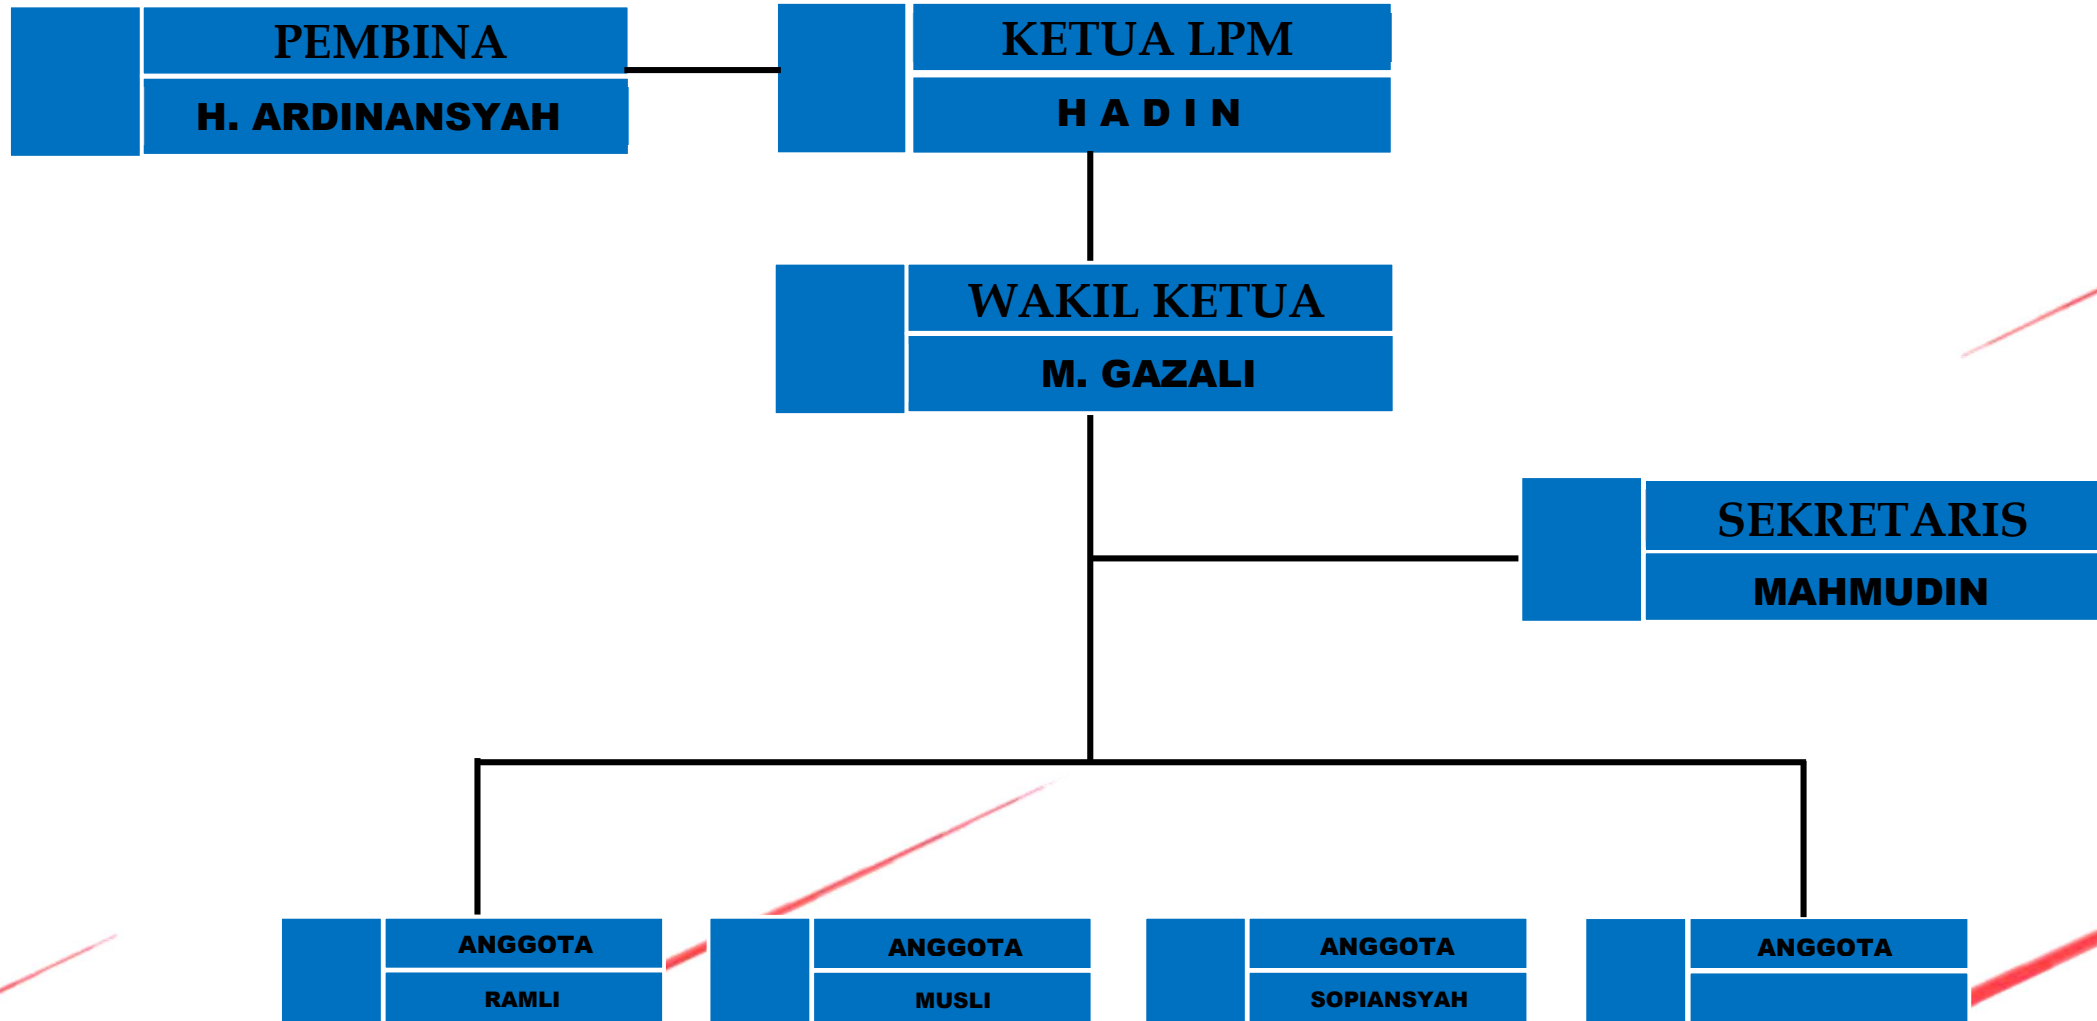 PEMBINA
H. ARDINANSYAH
KETUA LPM
H A D I N
WAKIL KETUA
M. GAZALI
SEKRETARIS
MAHMUDIN
ANGGOTA
RAMLI
ANGGOTA
MUSLI
ANGGOTA
SOPIANSYAH
ANGGOTA